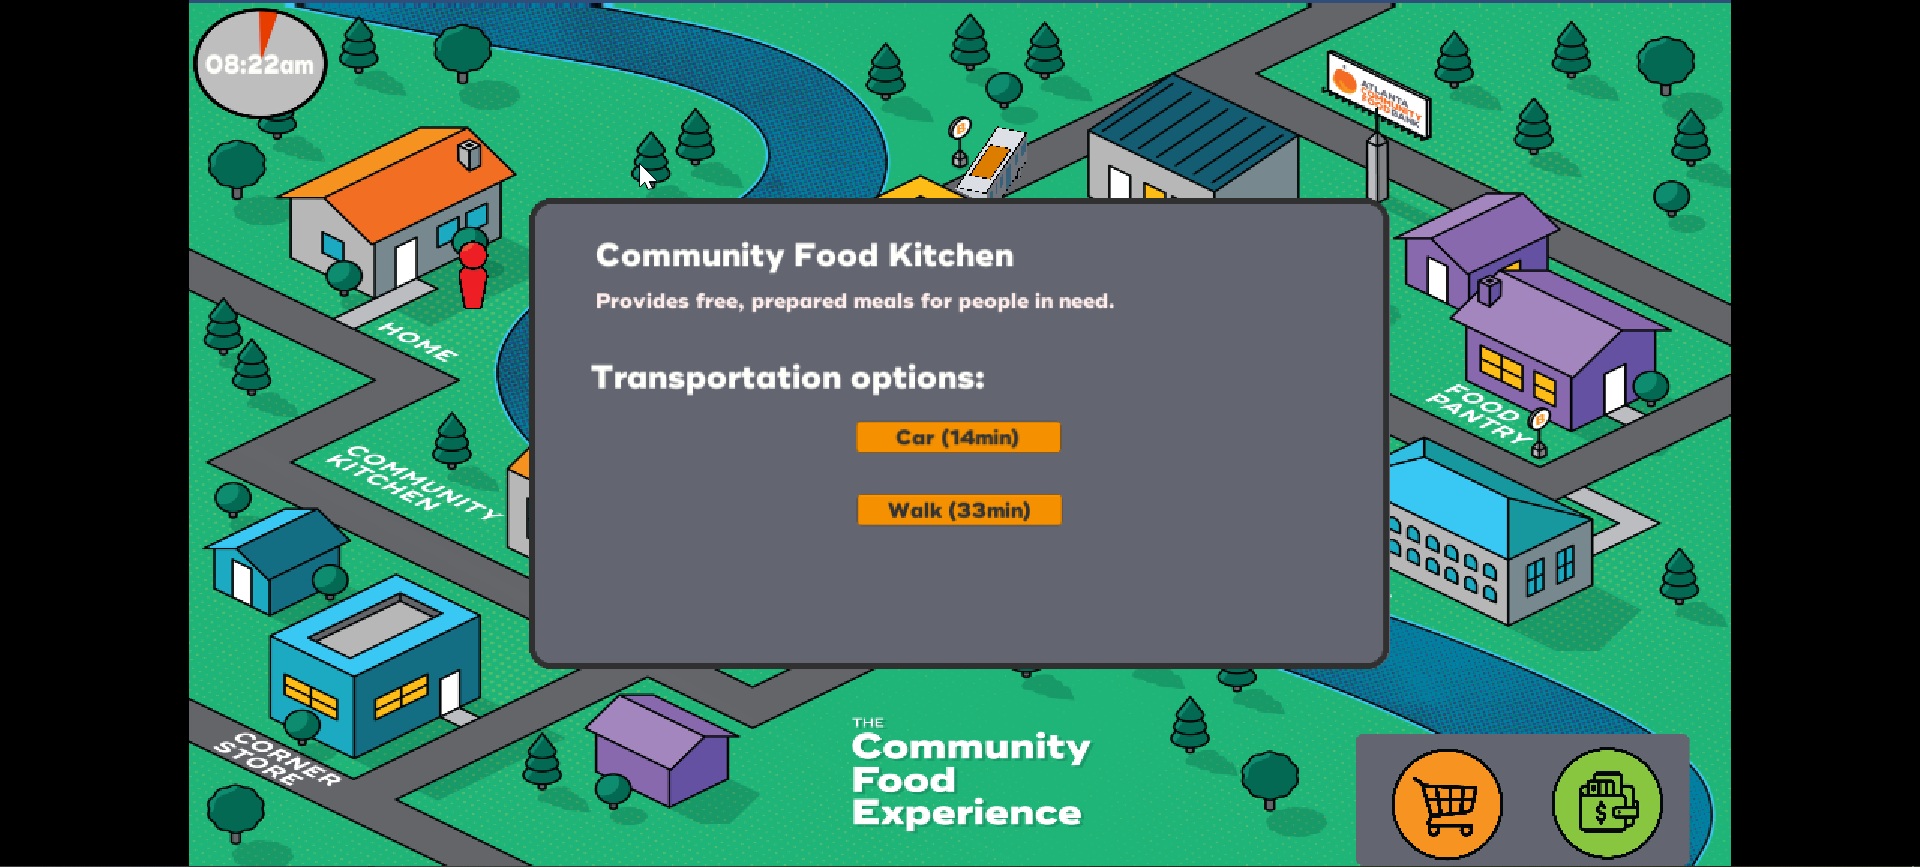 08:22am
ATLANTA
COMMUNITY
FOOD BANK
Community Food Kitchen
Provides free, prepared meals for people in need.
HOME
Transportation options:
Car (14min)
FOOD
PANTRY
COMMUNITY
KITCHEN
Walk (33min)
THE
Community
Food
Experience
CORNER
STORE
$